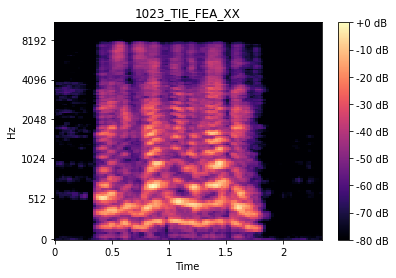 1023_TIE_FEA_XX
+0 dB
8192
-10 dB
4096
-20 dB
-30 dB
2048
Hz
-40 dB
1024
-50 dB
512
-60 dB
-70 dB
0
-80 dB
0
0.5
1
1.5
2
Time